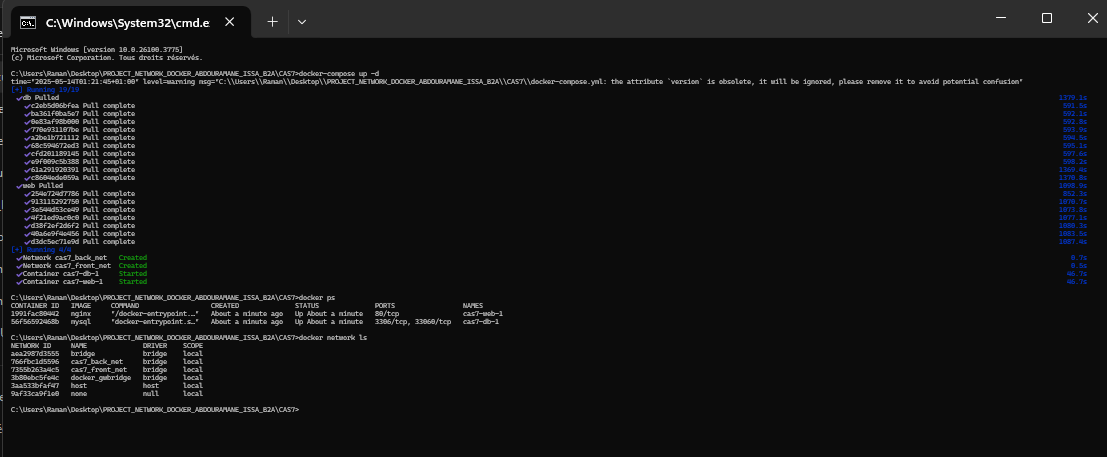 C:\Windows\System32\cmd.e
Microsoft Windows [version 10.0.26100.3775]
(c) Microsoft Corporation. Tous droits réservés.
C:\Users\Raman\Desktop\PROJECT_NETWORK_DOCKER_ABDOURAMANE_ISSA_B2A\CAS7>docker-compose up -d
time="2025-05-14T01:21:45+01:00" level=warning msg="C:\\Users\\Raman\\Desktop\\PROJECT_NETWORK_DOCKER_ABDOURAMANE_ISSA_B2A\\CAS7\\docker-compose.yml: the attribute `version` is obsolete, it will be ignored, please remove it to avoid potential confusion"
[+] Running 19/19
✔db Pulled 1379.1s
✔c2eb5d06bfea Pull complete 591.5s
✔ba361f0ba5e7 Pull complete 592.1s
✔0e83af98b000 Pull complete 592.8s
✔770e931107be Pull complete 593.9s
✔a2be1b721112 Pull complete 594.5s
✔68c594672ed3 Pull complete 595.1s
✔cfd201189145 Pull complete 597.6s
✔e9f009c5b388 Pull complete 598.2s
✔61a291920391 Pull complete 1369.4s
✔c8604ede059a Pull complete 1370.8s
✔web Pulled 1098.9s
✔254e724d7786 Pull complete 852.3s
✔913115292750 Pull complete 1070.7s
✔3e544d53ce49 Pull complete 1073.8s
✔4f21ed9ac0c0 Pull complete 1077.1s
✔d38f2ef2d6f2 Pull complete 1080.3s
✔40a6e9f4e456 Pull complete 1083.5s
✔d3dc5ec71e9d Pull complete 1087.0s
[+] Running 4/4
✔Network cas7_back_net Created 0.7s
✔Network cas7_front_net Created 0.5s
✔Container cas7-db-1 Started 46.7s
✔Container cas7-web-1 Started 46.7s
C:\Users\Raman\Desktop\PROJECT_NETWORK_DOCKER_ABDOURAMANE_ISSA_B2A\CAS7>docker ps
CONTAINER ID IMAGE COMMAND CREATED STATUS PORTS NAMES
1991fac80442 nginx "/docker-entrypoint.…" About a minute ago Up About a minute 80/tcp cas7-web-1
56f56592468b mysql "docker-entrypoint.s…" About a minute ago Up About a minute 3306/tcp, 33060/tcp cas7-db-1
C:\Users\Raman\Desktop\PROJECT_NETWORK_DOCKER_ABDOURAMANE_ISSA_B2A\CAS7>docker network ls
NETWORK ID NAME DRIVER SCOPE
aea2987d3555 bridge bridge local
766fbc1d5596 cas7_back_net bridge local
7355b263a4c5 cas7_front_net bridge local
3b80ebc5fe4c docker_gwbridge bridge local
3aa533bfaf47 host host local
9af33ca9f1e0 none null local
C:\Users\Raman\Desktop\PROJECT_NETWORK_DOCKER_ABDOURAMANE_ISSA_B2A\CAS7>